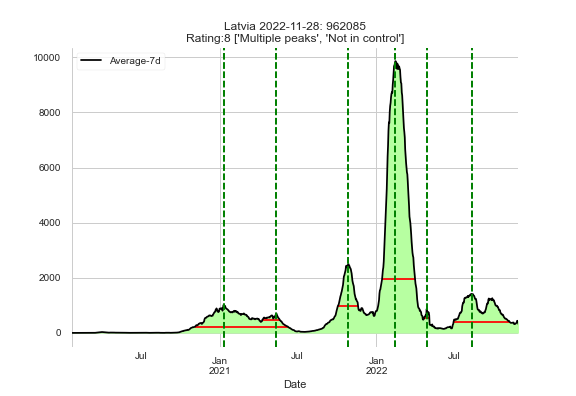 Latvia 2022-11-28: 962085
Rating:8 ['Multiple peaks', 'Not in control']
Average-7d
10000
8000
6000
4000
2000
0
Jul
Jan
2021
Jul
Jan
2022
Jul
Date